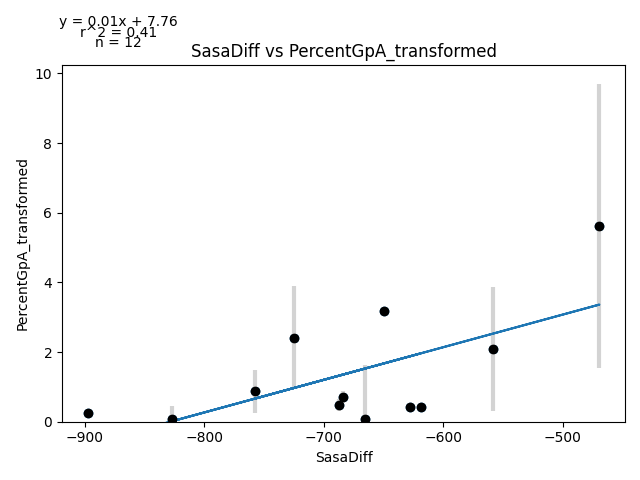 y = 0.01x + 7.76
r^2 = 0.41
n = 12
SasaDiff vs PercentGpA_transformed
10
8
6
4
2
0
PercentGpA_transformed
−900 −800 −700 −600 −500
SasaDiff